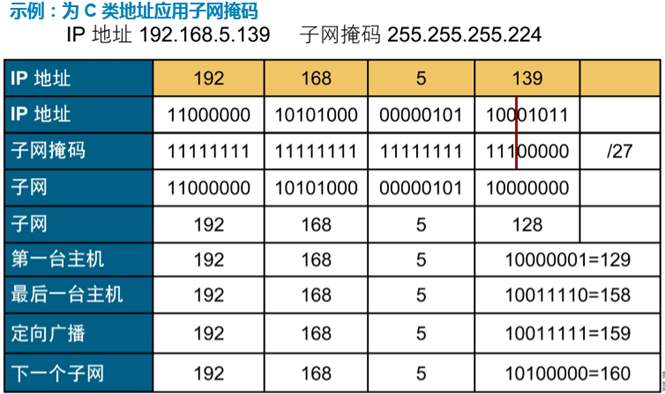 示例：为 C 类地址应用子网掩码
IP 地址 192.168.5.139 子网掩码 255.255.255.224
IP 地址 192 168 5 139
IP 地址 11000000 10101000 00000101 10001011
子网掩码 11111111 11111111 11111111 11100000 /27
子网 11000000 10101000 00000101 10000000
子网 192 168 5 128
第一台主机 192 168 5 10000001=129
最后一台主机 192 168 5 10011110=158
定向广播 192 168 5 10011111=159
下一个子网 192 168 5 10100000=160